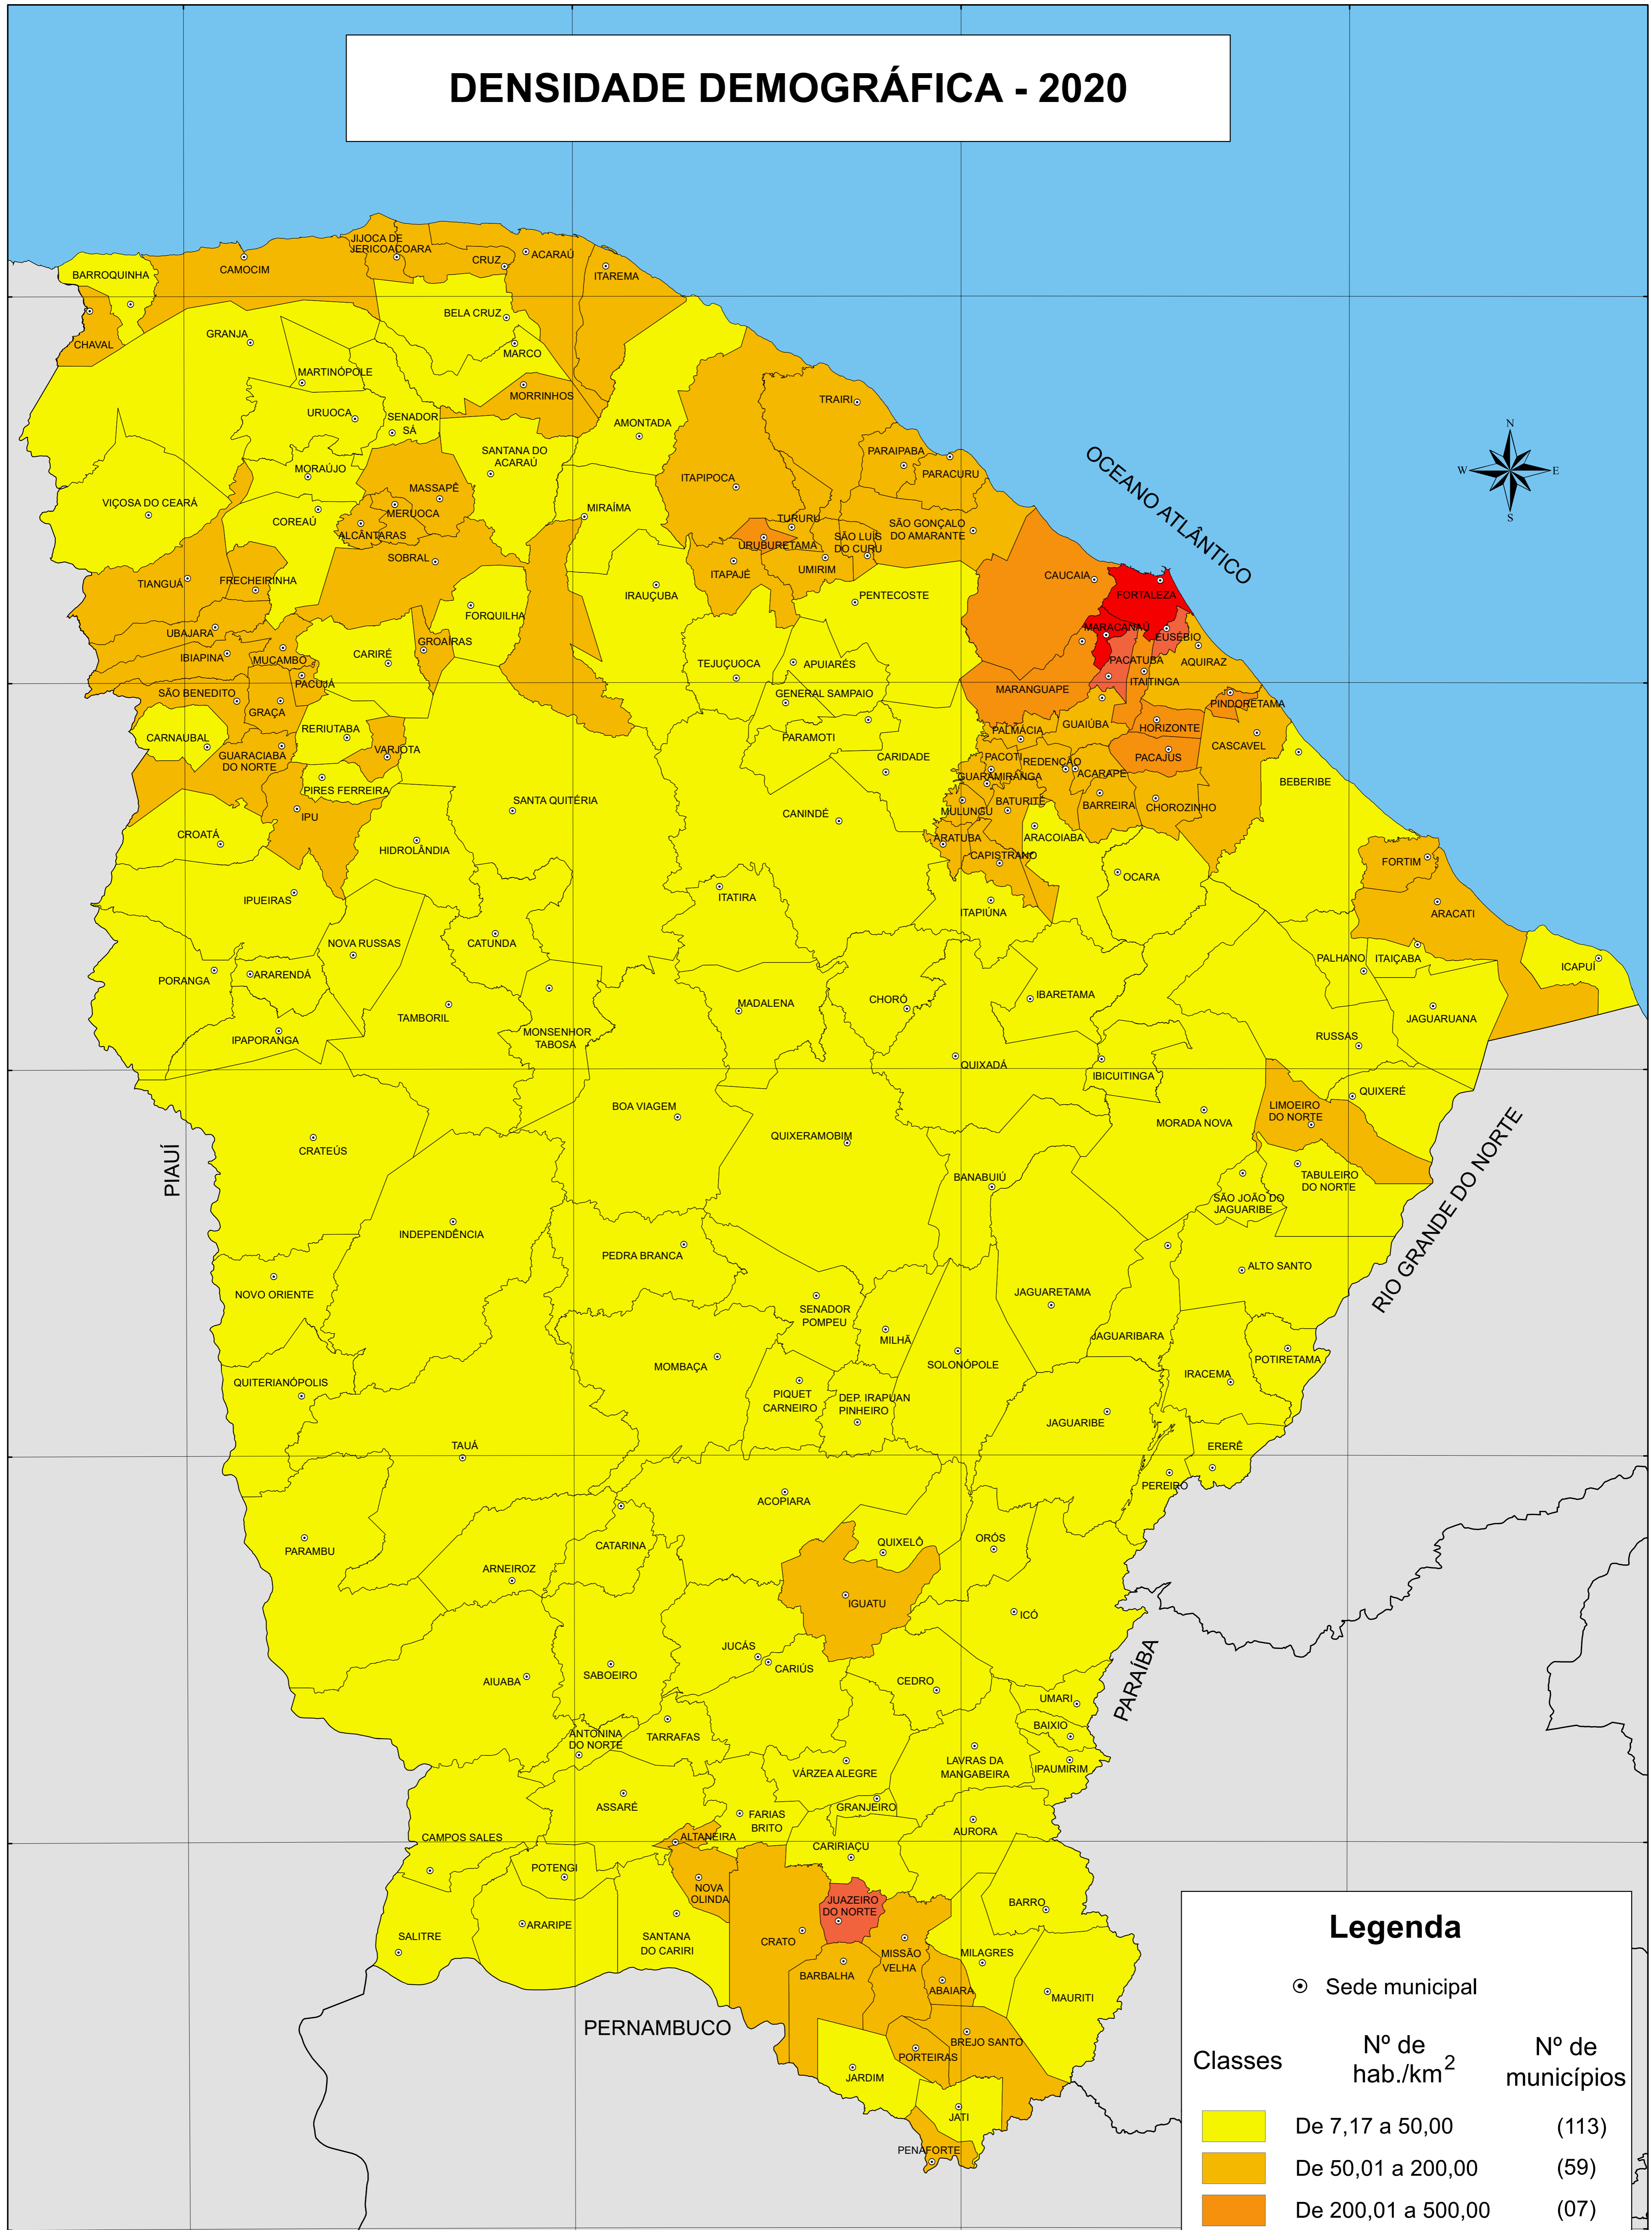 DENSIDADE DEMOGRÁFICA - 2020
JIJOCA DE
JERICOACOARA
CRUZ
ACARAÚ
ITAREMA
CAMOCIM
BARROQUINHA
CHAVAL
GRANJA
BELA CRUZ
MARCO
MARTINÓPOLE
MORRINHOS
URUOCA
SENADOR
SÁ
AMONTADA
TRAIRI
N
W
E
S
OCEANO ATLÂNTICO
SANTANA DO
ACARAÚ
MORAÚJO
PARAIPABA
PARACURU
ITAPIPOCA
MASSAPÊ
VIÇOSA DO CEARÁ
MERUOCA
MIRAÍMA
COREAÚ
ALCÂNTARAS
TURURU
URUBURETAMA
SÃO LUÍS
DO CURU
SÃO GONÇALO
DO AMARANTE
SOBRAL
UMIRIM
ITAPAJÉ
CAUCAIA
TIANGUÁ
FRECHEIRINHA
IRAUÇUBA
PENTECOSTE
FORTALEZA
FORQUILHA
MARACANAÚ
EUSÉBIO
UBAJARA
GROAÍRAS
IBIAPINA
MUCAMBO
CARIRÉ
TEJUÇUOCA
APUIARÉS
PACATUBA
AQUIRAZ
ITAITINGA
PACUJÁ
SÃO BENEDITO
GENERAL SAMPAIO
MARANGUAPE
PINDORETAMA
GRAÇA
RERIUTABA
CARNAUBAL
PARAMOTI
PALMÁCIA
GUAIÚBA
HORIZONTE
CASCAVEL
GUARACIABA
DO NORTE
VARJOTA
CARIDADE
PACOTI
REDENÇÃO
PACAJUS
GUARAMIRANGA
ACARAPE
BEBERIBE
PIRES FERREIRA
SANTA QUITÉRIA
CANINDÉ
MULUNGU
BATURITÉ
BARREIRA
CHOROZINHO
IPU
CROATÁ
HIDROLÂNDIA
ARATUBA
ARACOIABA
CAPISTRANO
FORTIM
OCARA
IPUEIRAS
ITATIRA
ITAPIÚNA
ARACATI
NOVA RUSSAS
CATUNDA
PALHANO
ITAIÇABA
ICAPUÍ
PORANGA
ARARENDÁ
TAMBORIL
MADALENA
CHORÓ
IBARETAMA
JAGUARUANA
IPAPORANGA
MONSENHOR
TABOSA
RUSSAS
QUIXADÁ
IBICUITINGA
QUIXERÉ
BOA VIAGEM
LIMOEIRO
DO NORTE
MORADA NOVA
QUIXERAMOBIM
CRATEÚS
PIAUÍ
BANABUIÚ
TABULEIRO
DO NORTE
SÃO JOÃO DO
JAGUARIBE
RIO GRANDE DO NORTE
INDEPENDÊNCIA
PEDRA BRANCA
ALTO SANTO
NOVO ORIENTE
JAGUARETAMA
SENADOR
POMPEU
MILHÃ
JAGUARIBARA
SOLONÓPOLE
MOMBAÇA
POTIRETAMA
IRACEMA
QUITERIANÓPOLIS
PIQUET
CARNEIRO
DEP. IRAPUAN
PINHEIRO
JAGUARIBE
TAUÁ
ERERÊ
PEREIRO
ACOPIARA
PARAMBU
CATARINA
QUIXELÔ
ORÓS
ARNEIROZ
IGUATU
ICÓ
JUCÁS
CARIÚS
AIUABA
SABOEIRO
CEDRO
PARAÍBA
UMARI
BAIXIO
ANTONINA
DO NORTE
TARRAFAS
VÁRZEA ALEGRE
LAVRAS DA
MANGABEIRA
IPAUMIRIM
ASSARÉ
GRANJEIRO
FARIAS
BRITO
AURORA
CAMPOS SALES
ALTANEIRA
CARIRIAÇU
POTENGI
NOVA
OLINDA
JUAZEIRO
DO NORTE
BARRO
SALITRE
ARARIPE
SANTANA
DO CARIRI
CRATO
MISSÃO
VELHA
MILAGRES
BARBALHA
ABAIARA
MAURITI
PERNAMBUCO
BREJO SANTO
PORTEIRAS
JARDIM
JATI
PENAFORTE
Legenda
Sede municipal
Classes
Nº de
hab./km2
Nº de
municípios
De 7,17 a 50,00 (113)
De 50,01 a 200,00 (59)
De 200,01 a 500,00 (07)